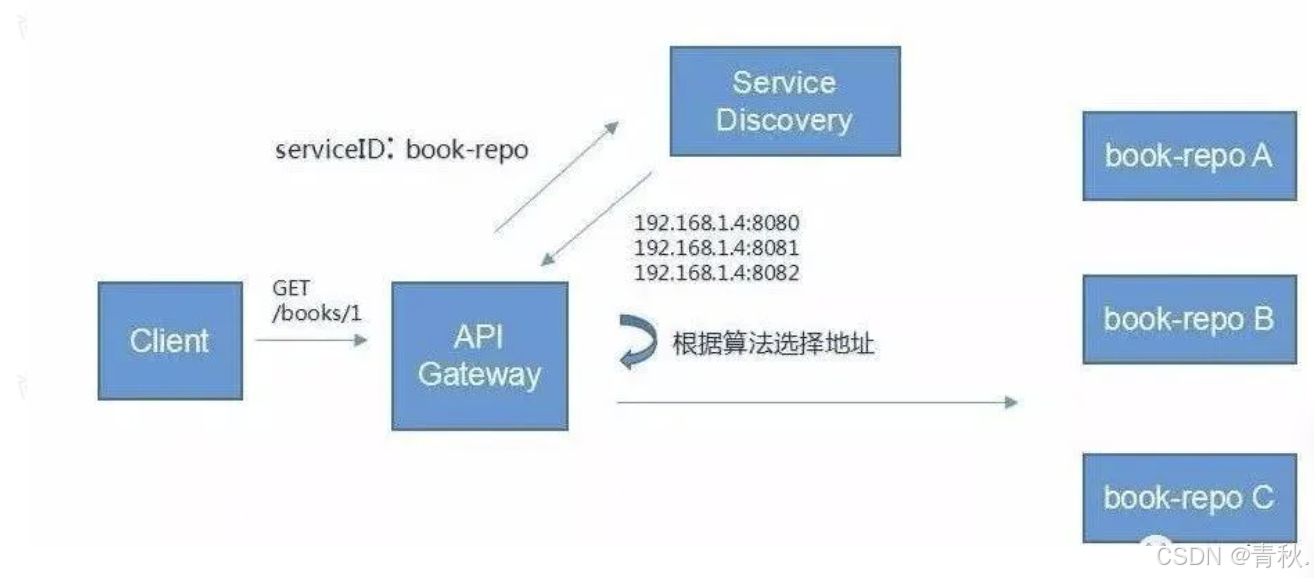 Service
Discovery
serviceID: book-repo
book-repo A
192.168.1.4:8080
192.168.1.4:8081
192.168.1.4:8082
GET
/books/1
Client
API
Gateway
根据算法选择地址
book-repo B
book-repo C
CSDN @青秋.